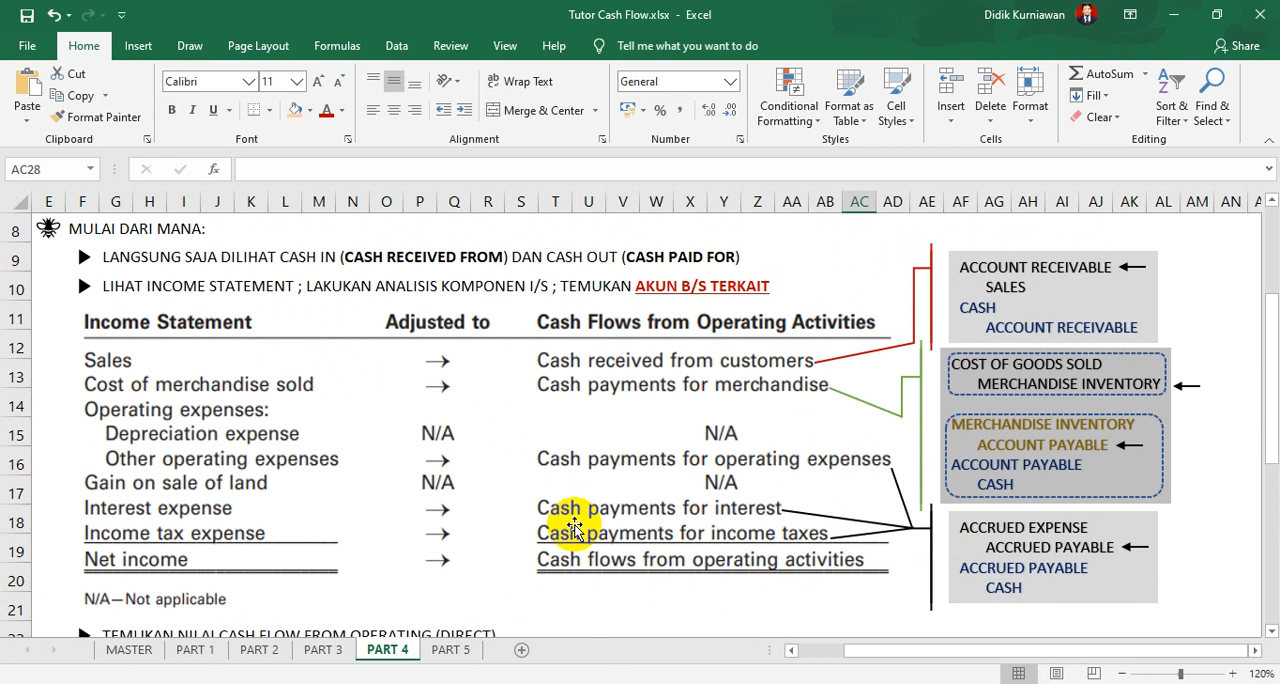 Tutor Cash Flow.xlsx - Excel
Didik Kurniawan
File Home Insert Draw Page Layout Formulas Data Review View Help Tell me what you want to do Share
Paste
Cut
Copy
Format Painter
Clipboard
Calibri 11
B I U
Font
Wrap Text
Merge & Center
Alignment
General
%
Number
Conditional Formatting
Format as Table
Cell Styles
Styles
Insert Delete Format
Cells
AutoSum
Fill
Clear
Sort & Filter
Find & Select
Editing
AC28 fx
E F G H I J K L M N O P Q R S T U V W X Y Z AA AB AC AD AE AF AG AH AI AJ AK AL AM AN
8 MULAI DARI MANA:
9 LANGSUNG SAJA DILIHAT CASH IN (CASH RECEIVED FROM) DAN CASH OUT (CASH PAID FOR)
10 LIHAT INCOME STATEMENT ; LAKUKAN ANALISIS KOMPONEN I/S ; TEMUKAN AKUN B/S TERKAIT
11 Income Statement Adjusted to Cash Flows from Operating Activities
12 Sales → Cash received from customers
13 Cost of merchandise sold → Cash payments for merchandise
14 Operating expenses:
15 Depreciation expense N/A N/A
16 Other operating expenses → Cash payments for operating expenses
17 Gain on sale of land N/A N/A
Interest expense → Cash payments for interest
18 Income tax expense → Cash payments for income taxes
19 Net income → Cash flows from operating activities
20
21 N/A—Not applicable
TEMUKAN NILAI CASH FLOW FROM OPERATING (DIRECT)
ACCOUNT RECEIVABLE
SALES
CASH
ACCOUNT RECEIVABLE
COST OF GOODS SOLD
MERCHANDISE INVENTORY
MERCHANDISE INVENTORY
ACCOUNT PAYABLE
ACCOUNT PAYABLE
CASH
ACCRUED EXPENSE
ACCRUED PAYABLE
ACCRUED PAYABLE
CASH
MASTER PART 1 PART 2 PART 3 PART 4 PART 5
120%